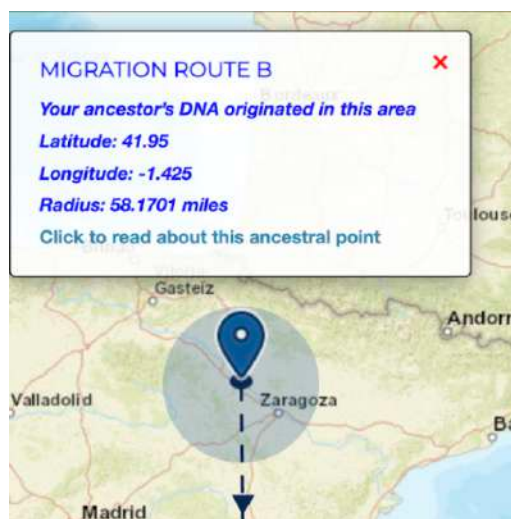 MIGRATION ROUTE B
Your ancestor's DNA originated in this area
Latitude: 41.95
Longitude: -1.425
Radius: 58.1701 miles
Click to read about this ancestral point
Gasteiz
Valladolid
Zaragoza
Madrid